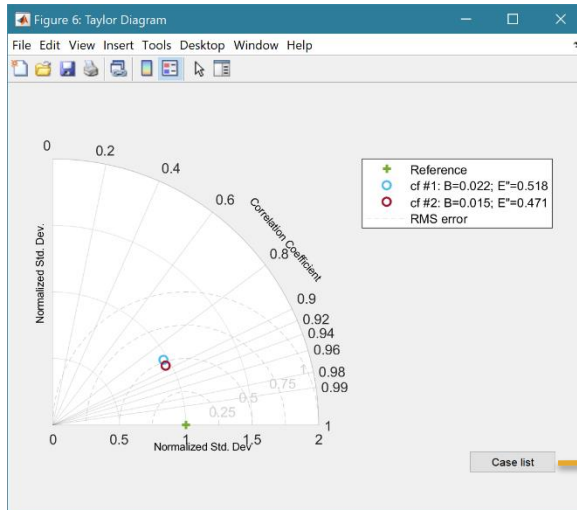 Figure 6: Taylor Diagram
File Edit View Insert Tools Desktop Window Help
0
0.2
0.4
0.6
0.8
0.9
0.92
0.94
0.96
0.98
0.99
1
Correlation Coefficient
Normalized Std. Dev.
Reference
cf #1: B=0.022; E"=0.518
cf #2: B=0.015; E"=0.471
RMS error
1
0.75
0.5
0.25
0 0.5 1 1.5 2
Normalized Std. Dev
Case list